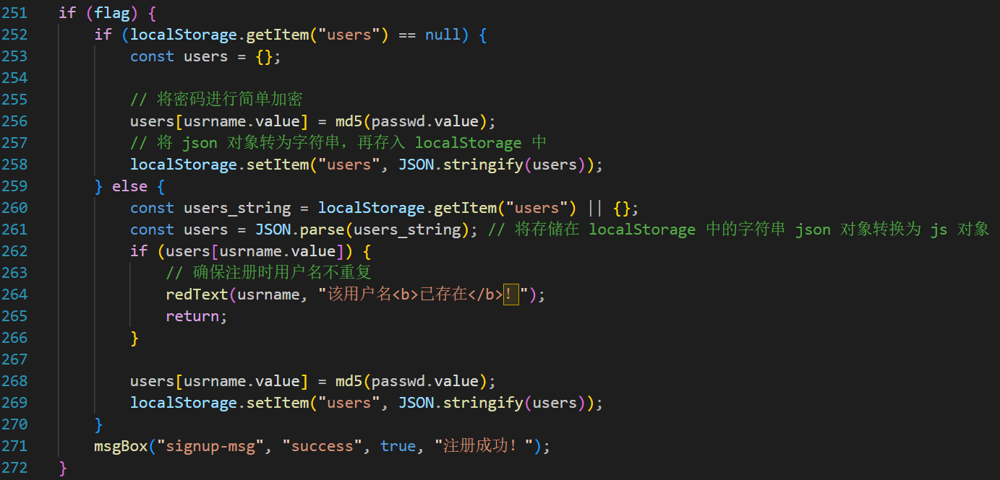 251 if (flag) {
252 if (localStorage.getItem("users") == null) {
253 const users = {};
254
255 // 将密码进行简单加密
256 users[usrname.value] = md5(passwd.value);
257 // 将 json 对象转为字符串，再存入 localStorage 中
258 localStorage.setItem("users", JSON.stringify(users));
259 } else {
260 const users_string = localStorage.getItem("users") || {};
261 const users = JSON.parse(users_string); // 将存储在 localStorage 中的字符串 json 对象转换为 js 对象
262 if (users[usrname.value]) {
263 // 确保注册时用户名不重复
264 redText(usrname, "该用户名<b>已存在</b>！");
265 return;
266 }
267
268 users[usrname.value] = md5(passwd.value);
269 localStorage.setItem("users", JSON.stringify(users));
270 }
271 msgBox("signup-msg", "success", true, "注册成功！");
272 }